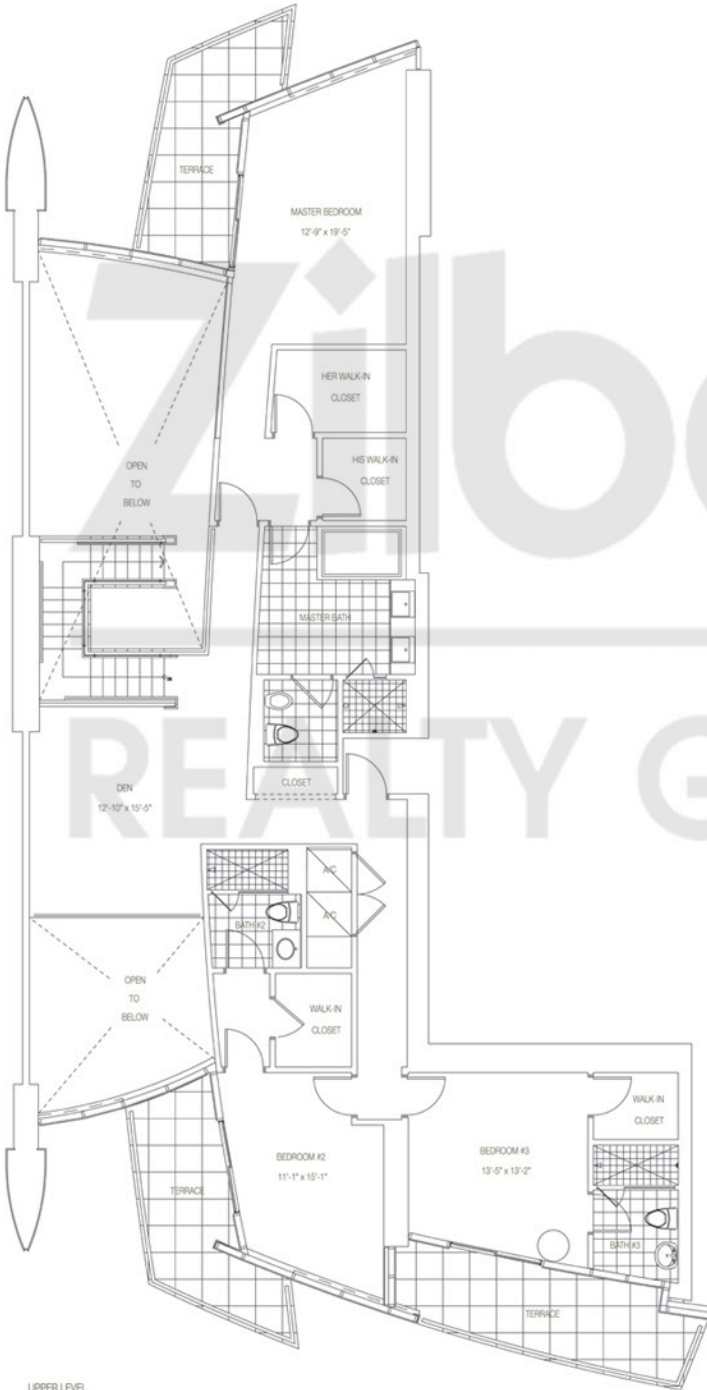 TERRACE
MASTER BEDROOM
12'-9" x 19'-5"
HER WALK-IN
CLOSET
HIS WALK-IN
CLOSET
OPEN
TO
BELOW
MASTER BATH
DEN
12'-10" x 15'-5"
CLOSET
A/C
A/C
BATH #2
OPEN
TO
BELOW
WALK-IN
CLOSET
WALK-IN
CLOSET
BEDROOM #2
11'-1" x 15'-1"
BEDROOM #3
13'-5" x 13'-2"
TERRACE
BATH #3
TERRACE
UPPER LEVEL
Zilb
REALTY G